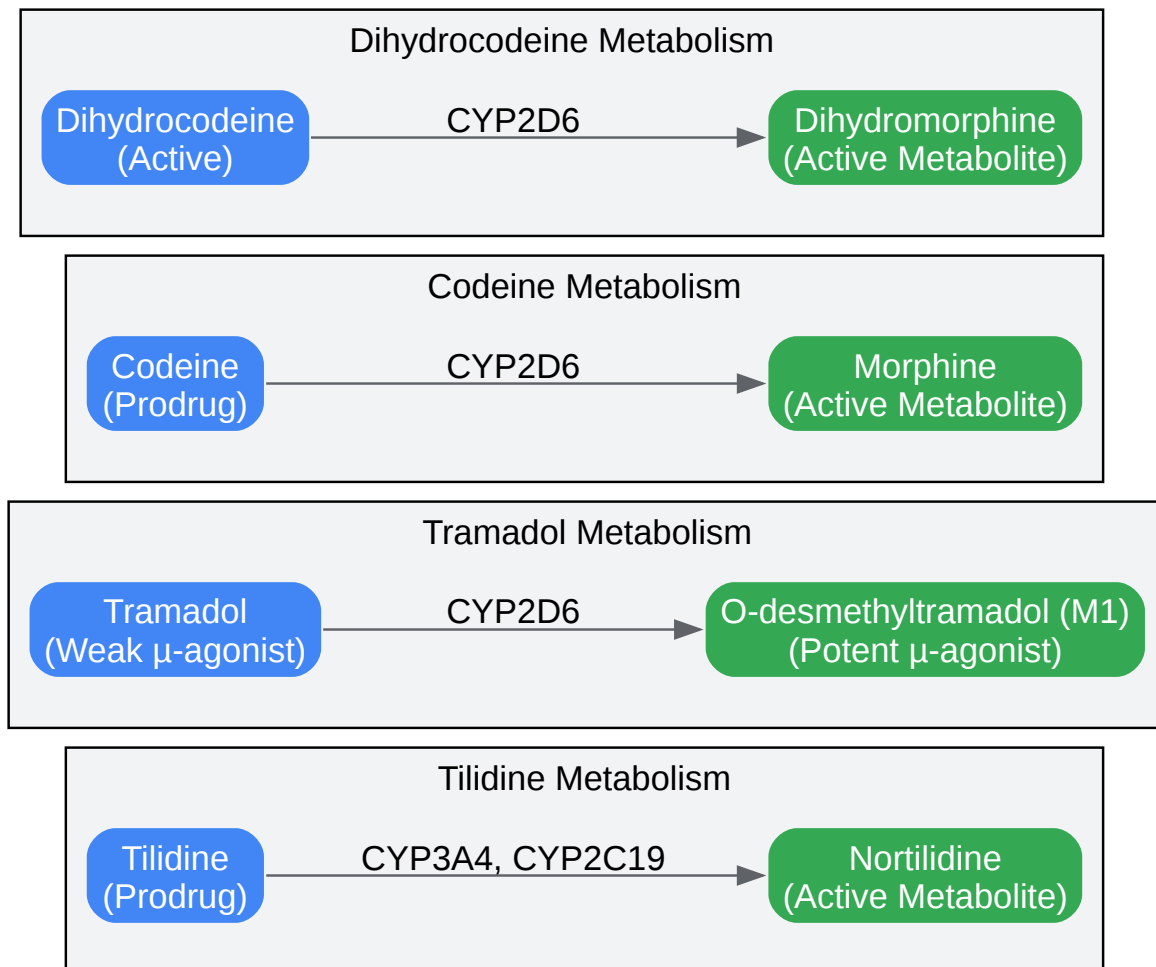 Dihydrocodeine Metabolism
Dihydrocodeine
(Active)
CYP2D6
Dihydromorphine
(Active Metabolite)
Codeine Metabolism
Codeine
(Prodrug)
CYP2D6
Morphine
(Active Metabolite)
Tramadol Metabolism
Tramadol
(Weak µ-agonist)
CYP2D6
O-desmethyltramadol (M1)
(Potent µ-agonist)
Tilidine Metabolism
Tilidine
(Prodrug)
CYP3A4, CYP2C19
Nortilidine
(Active Metabolite)